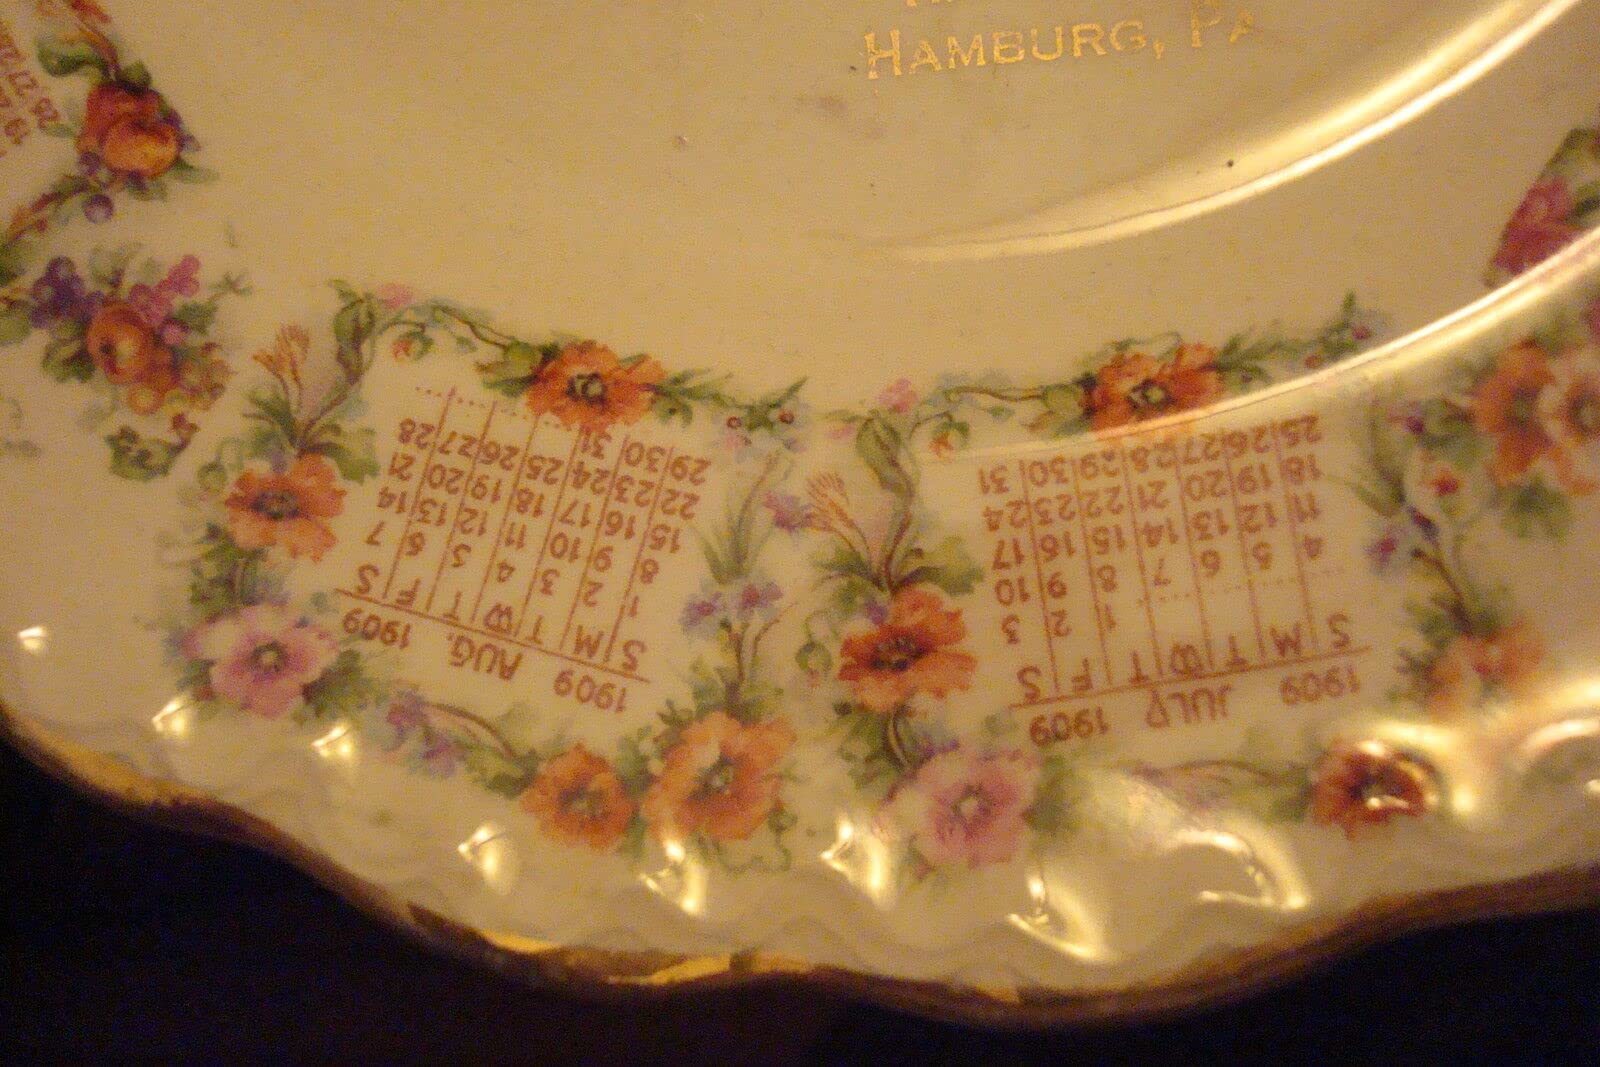 HAMBURG, PA
1909 JULY 1909
S M T W T F S
1 2 3
4 5 6 7 8 9 10
11 12 13 14 15 16 17
18 19 20 21 22 23 24
25 26 27 28 29 30 31
1909 AUG. 1909
S M T W T F S
1 2 3 4 5 6 7
8 9 10 11 12 13 14
15 16 17 18 19 20 21
22 23 24 25 26 27 28
29 30 31